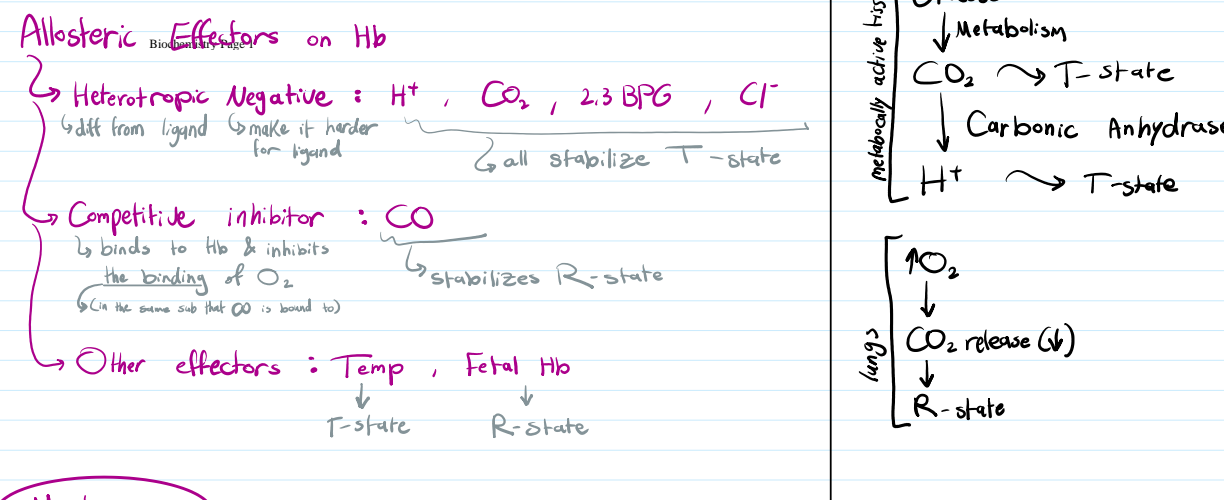 Allosteric Effectors on Hb
Biochemistry Page 1
Heterotropic Negative : H⁺ , CO₂ , 2,3 BPG , Cl⁻
diff from ligand make it harder
for ligand
all stabilize T-state
Competitive inhibitor : CO
binds to Hb & inhibits
the binding of O₂
(in the same sub that CO is bound to)
stabilizes R-state
Other effectors : Temp , Fetal Hb
T-state R-state
metabocally active
Metabolism
CO₂ T-state
Carbonic Anhydrase
H⁺ T-state
lungs
↑O₂
CO₂ release (↓)
R-state